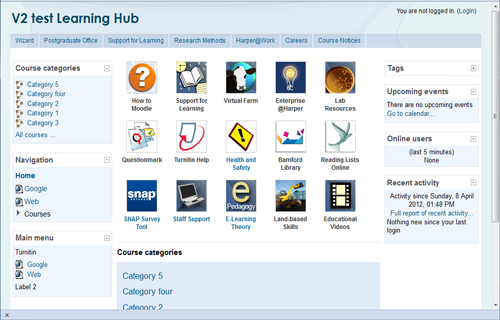 You are not logged in. (Login)
V2 test Learning Hub
Wizard Postgraduate Office Support for Learning Research Methods Harper@Work Careers Course Notices
Course categories
Category 5
Category four
Category 2
Category 1
Category 3
All courses ...
Navigation
Home
Google
Web
Courses
Main menu
Turnitin
Google
Web
Label 2
How to
Moodle
Support for
Learning
Virtual Farm
Enterprise
@Harper
Lab
Resources
Questionmark
Turnitin Help
Health and
Safety
Bamford
Library
Reading Lists
Online
snap
SNAP Survey
Tool
Staff Support
e
Pedagogy
E-Learning
Theory
Land-based
Skills
Educational
Videos
Course categories
Category 5
Category four
Category 2
Tags
Upcoming events
There are no upcoming events
Go to calendar...
Online users
(last 5 minutes)
None
Recent activity
Activity since Sunday, 8 April
2012, 01:48 PM
Full report of recent activity...
Nothing new since your last
login